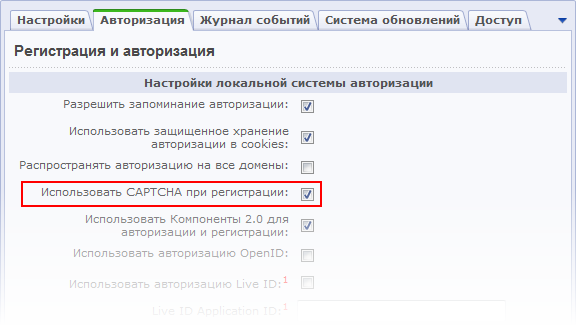 Настройки Авторизация Журнал событий Система обновлений Доступ
Регистрация и авторизация
Настройки локальной системы авторизации
Разрешить запоминание авторизации:
Использовать защищенное хранение
авторизации в cookies:
Распространять авторизацию на все домены:
Использовать CAPTCHA при регистрации:
Использовать Компоненты 2.0 для
авторизации и регистрации:
Использовать авторизацию OpenID:
Использовать авторизацию Live ID:1
Live ID Application ID:1